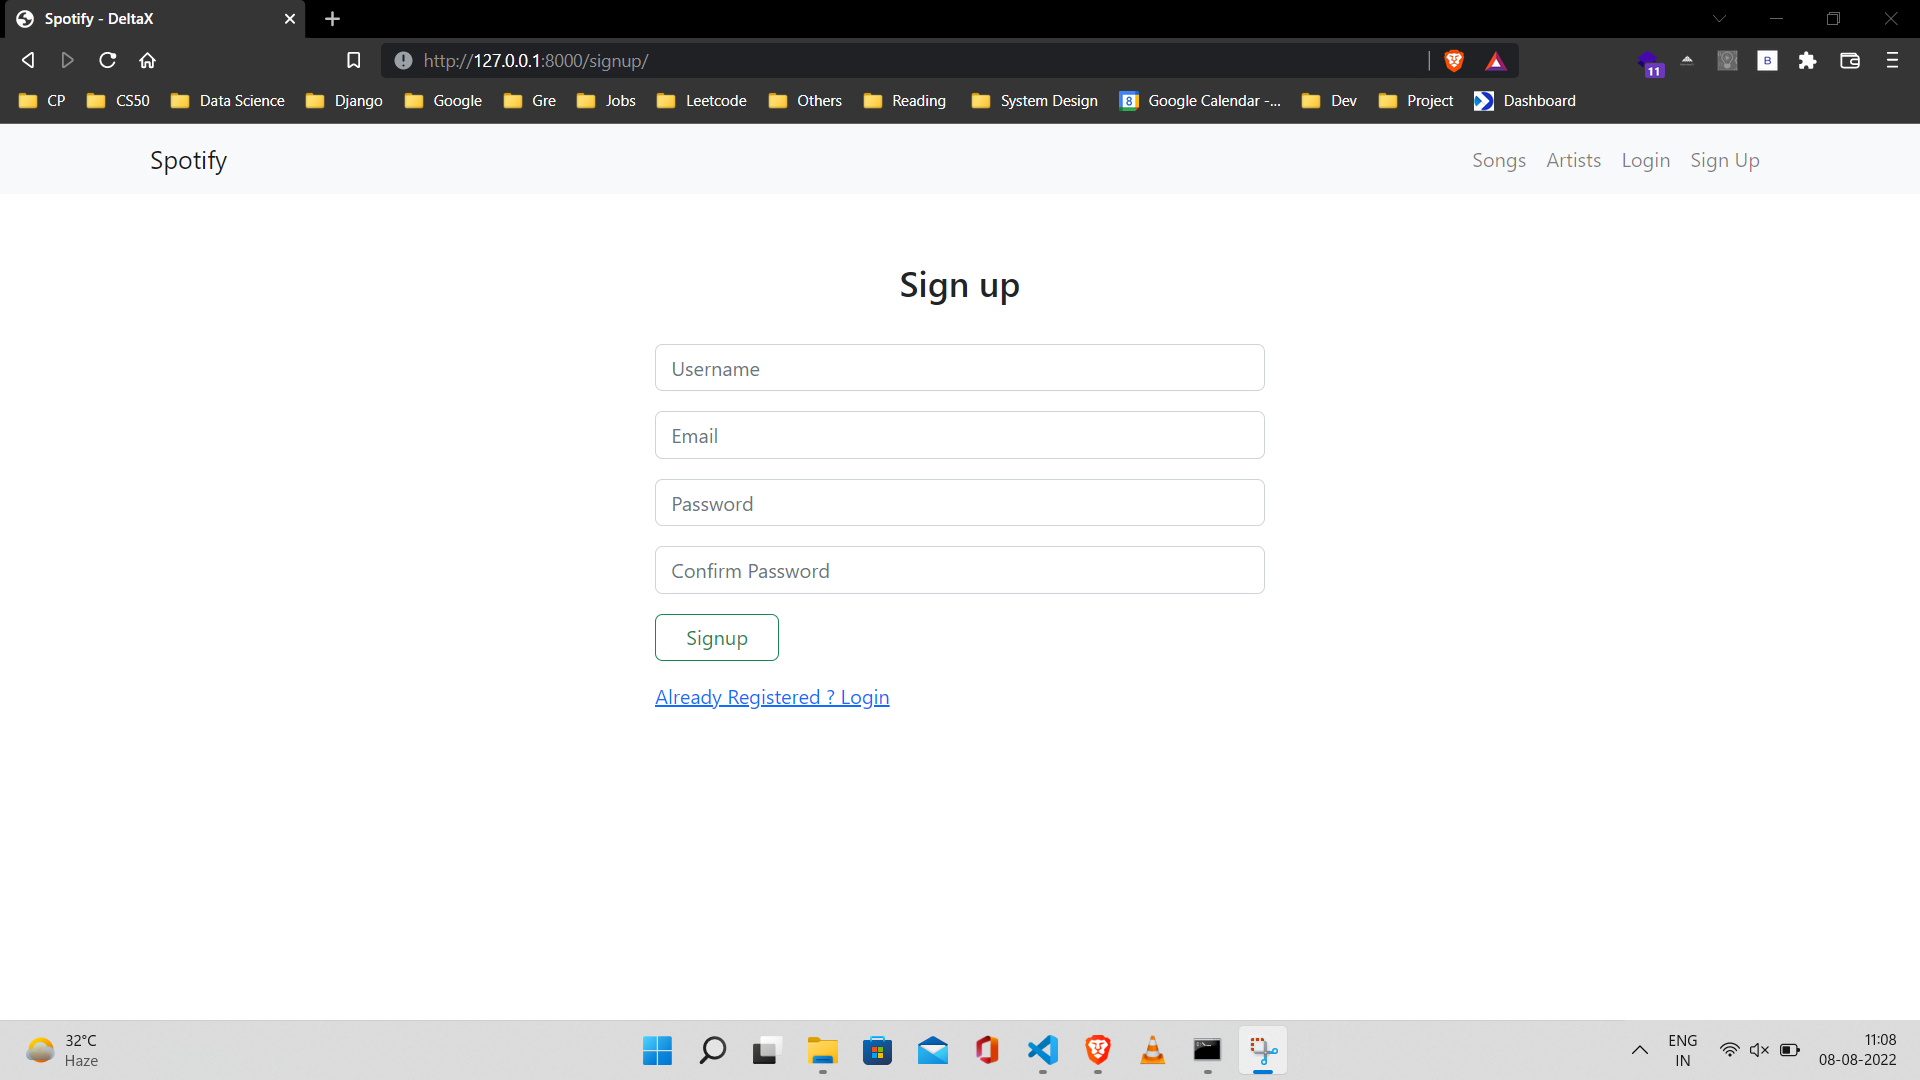 Spotify - DeltaX
http://127.0.0.1:8000/signup/
11
B
CP CS50 Data Science Django Google Gre Jobs Leetcode Others Reading System Design 8 Google Calendar -... Dev Project Dashboard
Spotify Songs Artists Login Sign Up
Sign up
Username
Email
Password
Confirm Password
Signup
Already Registered ? Login
32°C
Haze
ENG
IN
11:08
08-08-2022